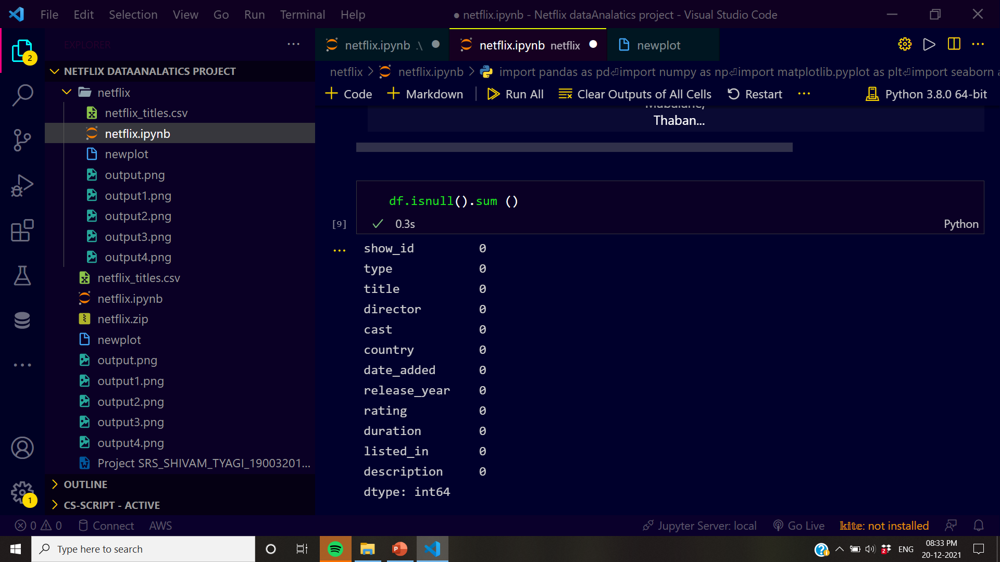 File Edit Selection View Go Run Terminal Help
● netflix.ipynb - Netflix dataAnalatics project - Visual Studio Code
2
EXPLORER
...
NETFLIX DATAANALATICS PROJECT
netflix
netflix_titles.csv
netflix.ipynb
newplot
output.png
output1.png
output2.png
output3.png
output4.png
netflix_titles.csv
netflix.ipynb
netflix.zip
newplot
output.png
output1.png
output2.png
output3.png
output4.png
Project SRS_SHIVAM_TYAGI_19003201...
OUTLINE
CS-SCRIPT - ACTIVE
1
netflix.ipynb .\
netflix.ipynb netflix
newplot
netflix > netflix.ipynb > import pandas as pd⏎import numpy as np⏎import matplotlib.pyplot as plt⏎import seaborn a
+ Code + Markdown | Run All Clear Outputs of All Cells Restart ... Python 3.8.0 64-bit
Thaban...
df.isnull().sum ()
[9] ✓ 0.3s Python
...
show_id 0
type 0
title 0
director 0
cast 0
country 0
date_added 0
release_year 0
rating 0
duration 0
listed_in 0
description 0
dtype: int64
0 0 Connect AWS Jupyter Server: local Go Live kite: not installed
Type here to search
P
2
ENG
08:33 PM
20-12-2021